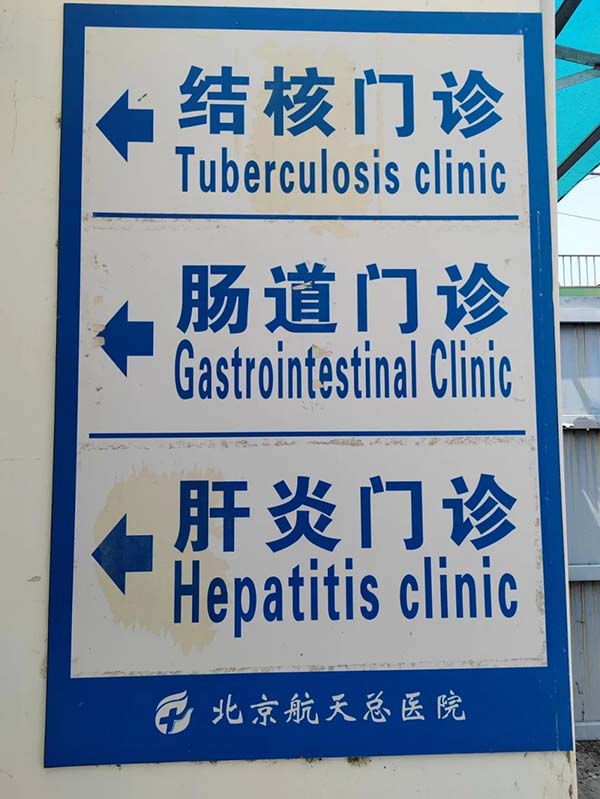 结核门诊
Tuberculosis clinic
肠道门诊
Gastrointestinal Clinic
肝炎门诊
Hepatitis clinic
北京航天总医院